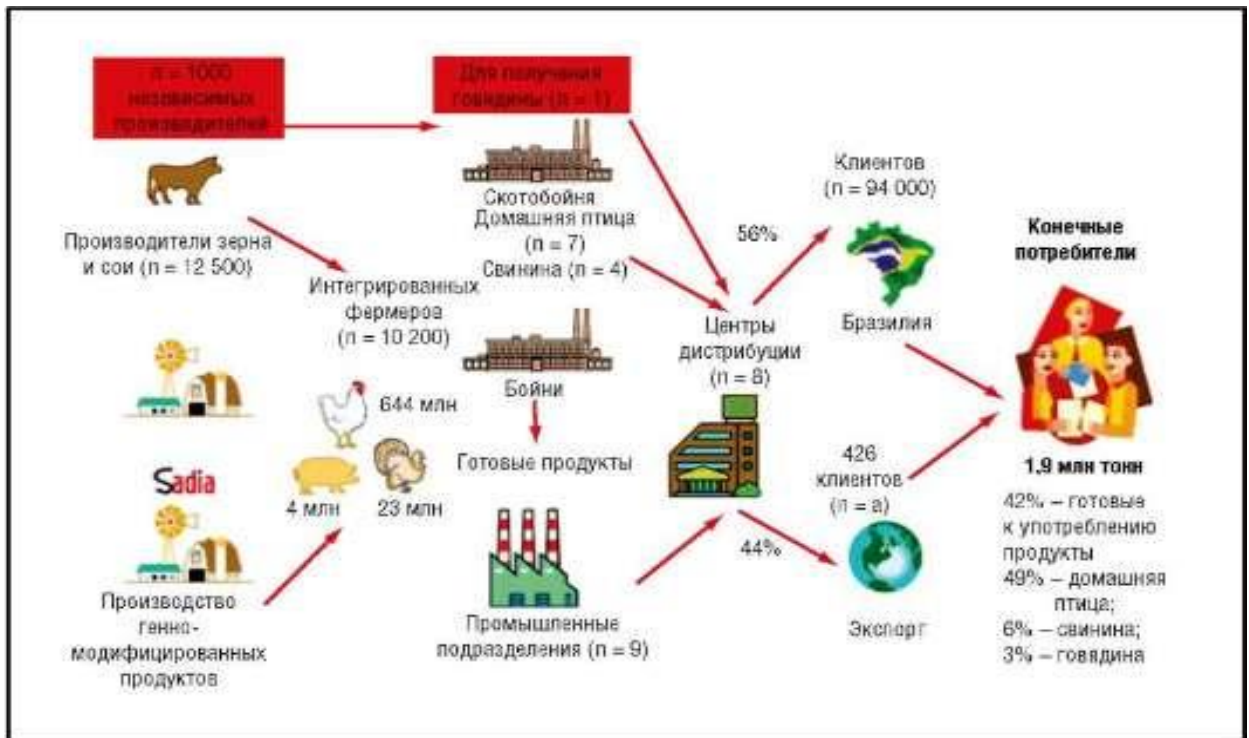 n = 1000
независимых
производителей
Для получения
говядины (n = 1)
Скотобойня
Домашняя птица
(n = 7)
Свинина (n = 4)
Производители зерна
и сои (n = 12 500)
Интегрированных
фермеров
(n = 10 200)
Бойни
644 млн
4 млн
23 млн
Готовые продукты
Sadia
Производство
генно-
модифицированных
продуктов
Промышленные
подразделения (n = 9)
Центры
дистрибуции
(n = 8)
56%
44%
Клиентов
(n = 94 000)
Бразилия
426
клиентов
(n = a)
Экспорт
Конечные
потребители
1,9 млн тонн
42% – готовые
к употреблению
продукты
49% – домашняя
птица;
6% – свинина;
3% – говядина